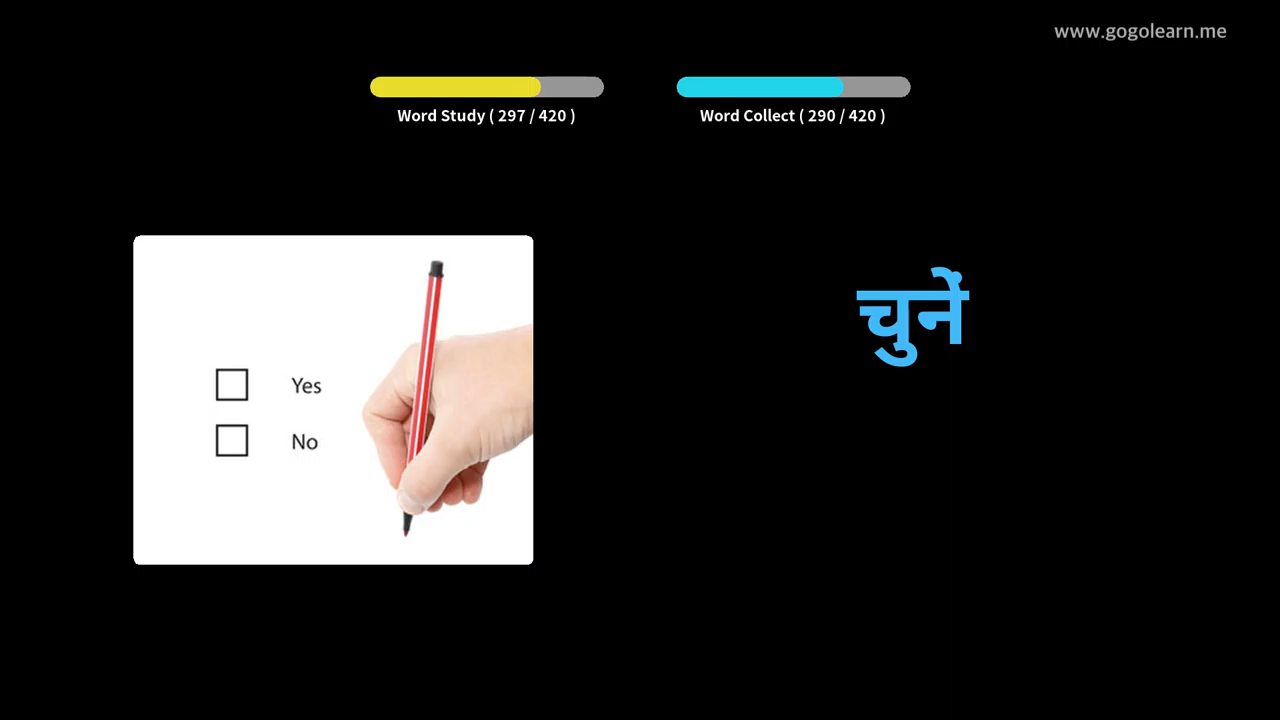 www.gogolearn.me
Word Study ( 297 / 420 )
Word Collect ( 290 / 420 )
चुनें
Yes
No